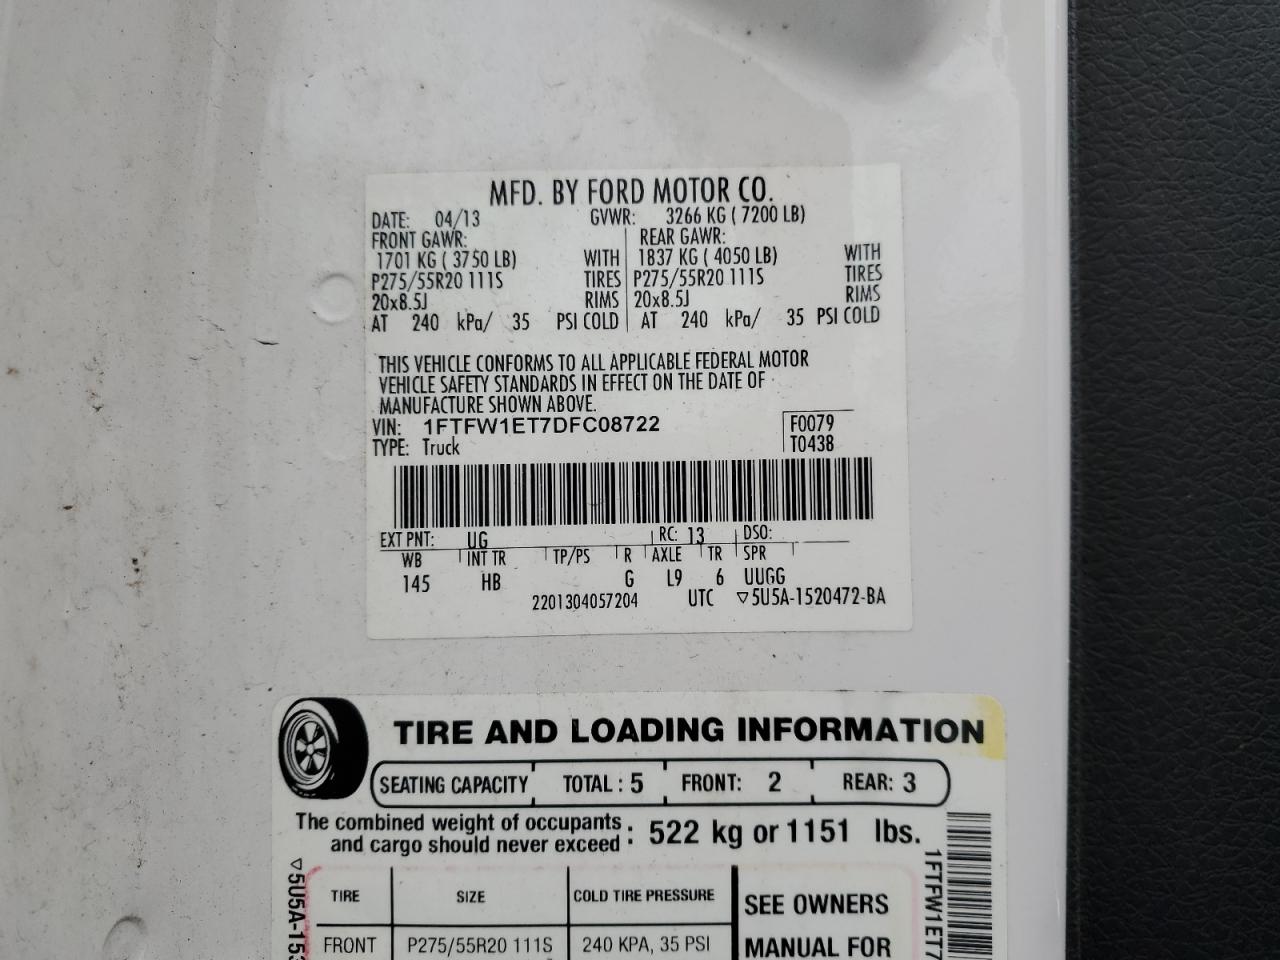 MFD. BY FORD MOTOR CO.
DATE: 04/13 GVWR: 3266 KG ( 7200 LB)
FRONT GAWR: REAR GAWR:
1701 KG ( 3750 LB) WITH 1837 KG ( 4050 LB) WITH
P275/55R20 111S TIRES P275/55R20 111S TIRES
20x8.5J RIMS 20x8.5J RIMS
AT 240 kPa/ 35 PSI COLD AT 240 kPa/ 35 PSI COLD
THIS VEHICLE CONFORMS TO ALL APPLICABLE FEDERAL MOTOR
VEHICLE SAFETY STANDARDS IN EFFECT ON THE DATE OF
MANUFACTURE SHOWN ABOVE.
VIN: 1FTFW1ET7DFC08722 F0079
TYPE: Truck T0438
EXT PNT: UG RC: 13 DSO:
WB INT TR TP/PS R AXLE TR SPR
145 HB G L9 6 UUGG
2201304057204 UTC ▽5U5A-1520472-BA
TIRE AND LOADING INFORMATION
SEATING CAPACITY TOTAL : 5 FRONT: 2 REAR: 3
The combined weight of occupants
and cargo should never exceed : 522 kg or 1151 lbs.
TIRE SIZE COLD TIRE PRESSURE SEE OWNERS
FRONT P275/55R20 111S 240 KPA, 35 PSI MANUAL FOR
▽5U5A-153
1FTFW1ET7